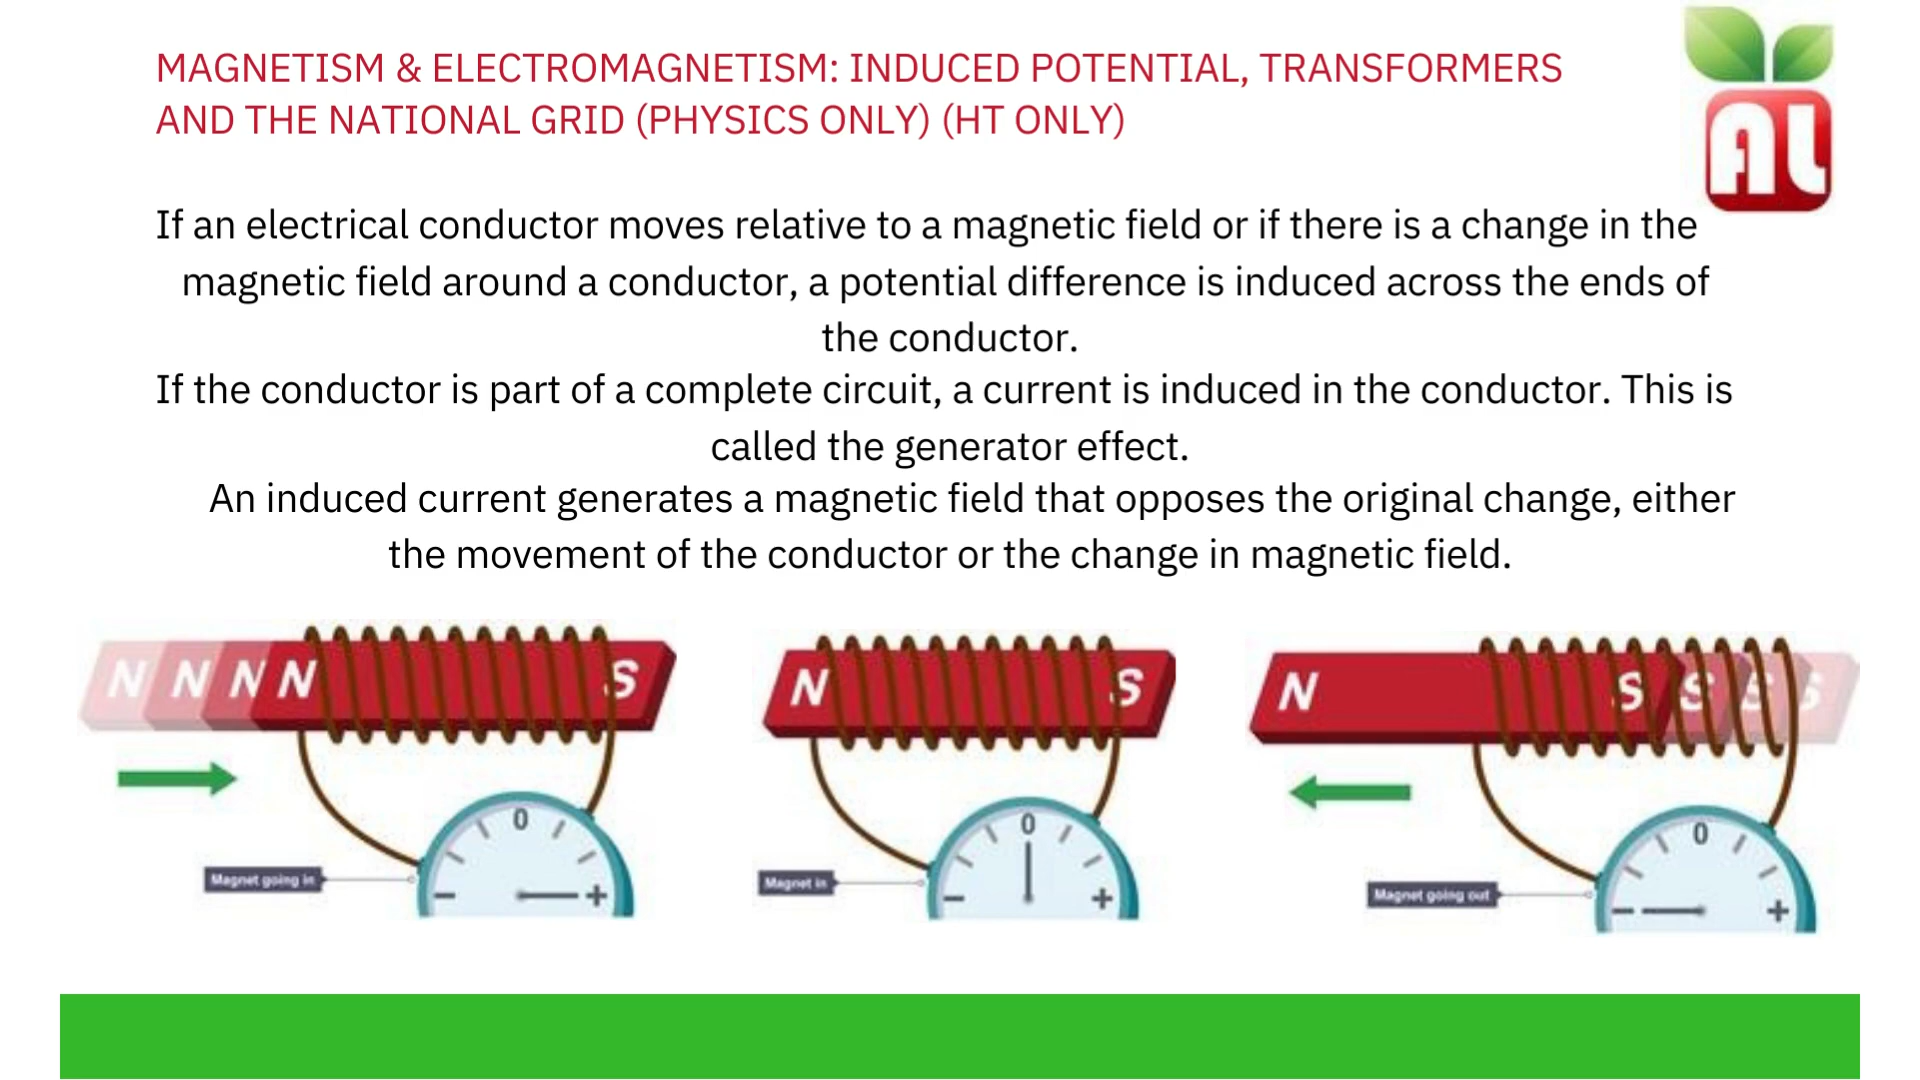 MAGNETISM & ELECTROMAGNETISM: INDUCED POTENTIAL, TRANSFORMERS
AND THE NATIONAL GRID (PHYSICS ONLY) (HT ONLY)
AL
If an electrical conductor moves relative to a magnetic field or if there is a change in the
magnetic field around a conductor, a potential difference is induced across the ends of
the conductor.
If the conductor is part of a complete circuit, a current is induced in the conductor. This is
called the generator effect.
An induced current generates a magnetic field that opposes the original change, either
the movement of the conductor or the change in magnetic field.
N N N N S
0
Magnet going in
− +
N S
0
Magnet in
− +
N S S S S
0
Magnet going out
− +